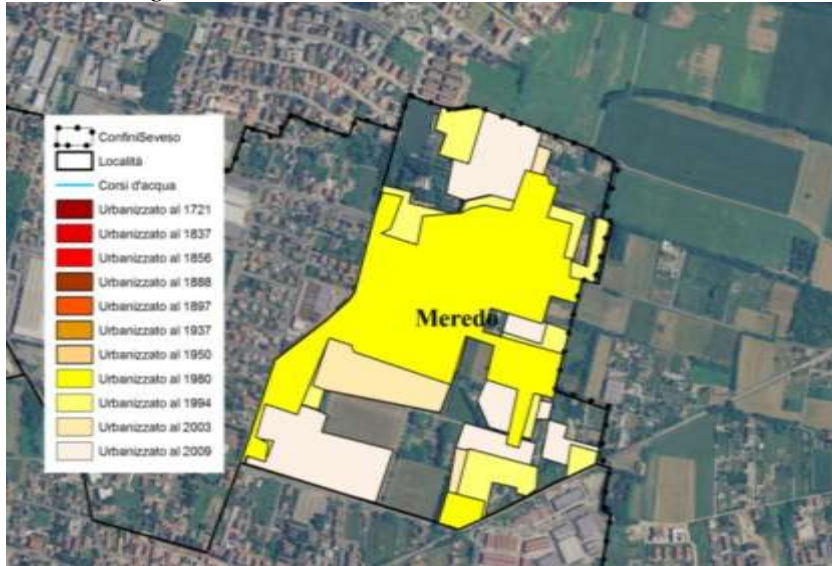 ConfiniSeveso
Località
Corsi d'acqua
Urbanizzato al 1721
Urbanizzato al 1837
Urbanizzato al 1856
Urbanizzato al 1888
Urbanizzato al 1897
Urbanizzato al 1937
Urbanizzato al 1950
Urbanizzato al 1980
Urbanizzato al 1994
Urbanizzato al 2003
Urbanizzato al 2009
Meredo